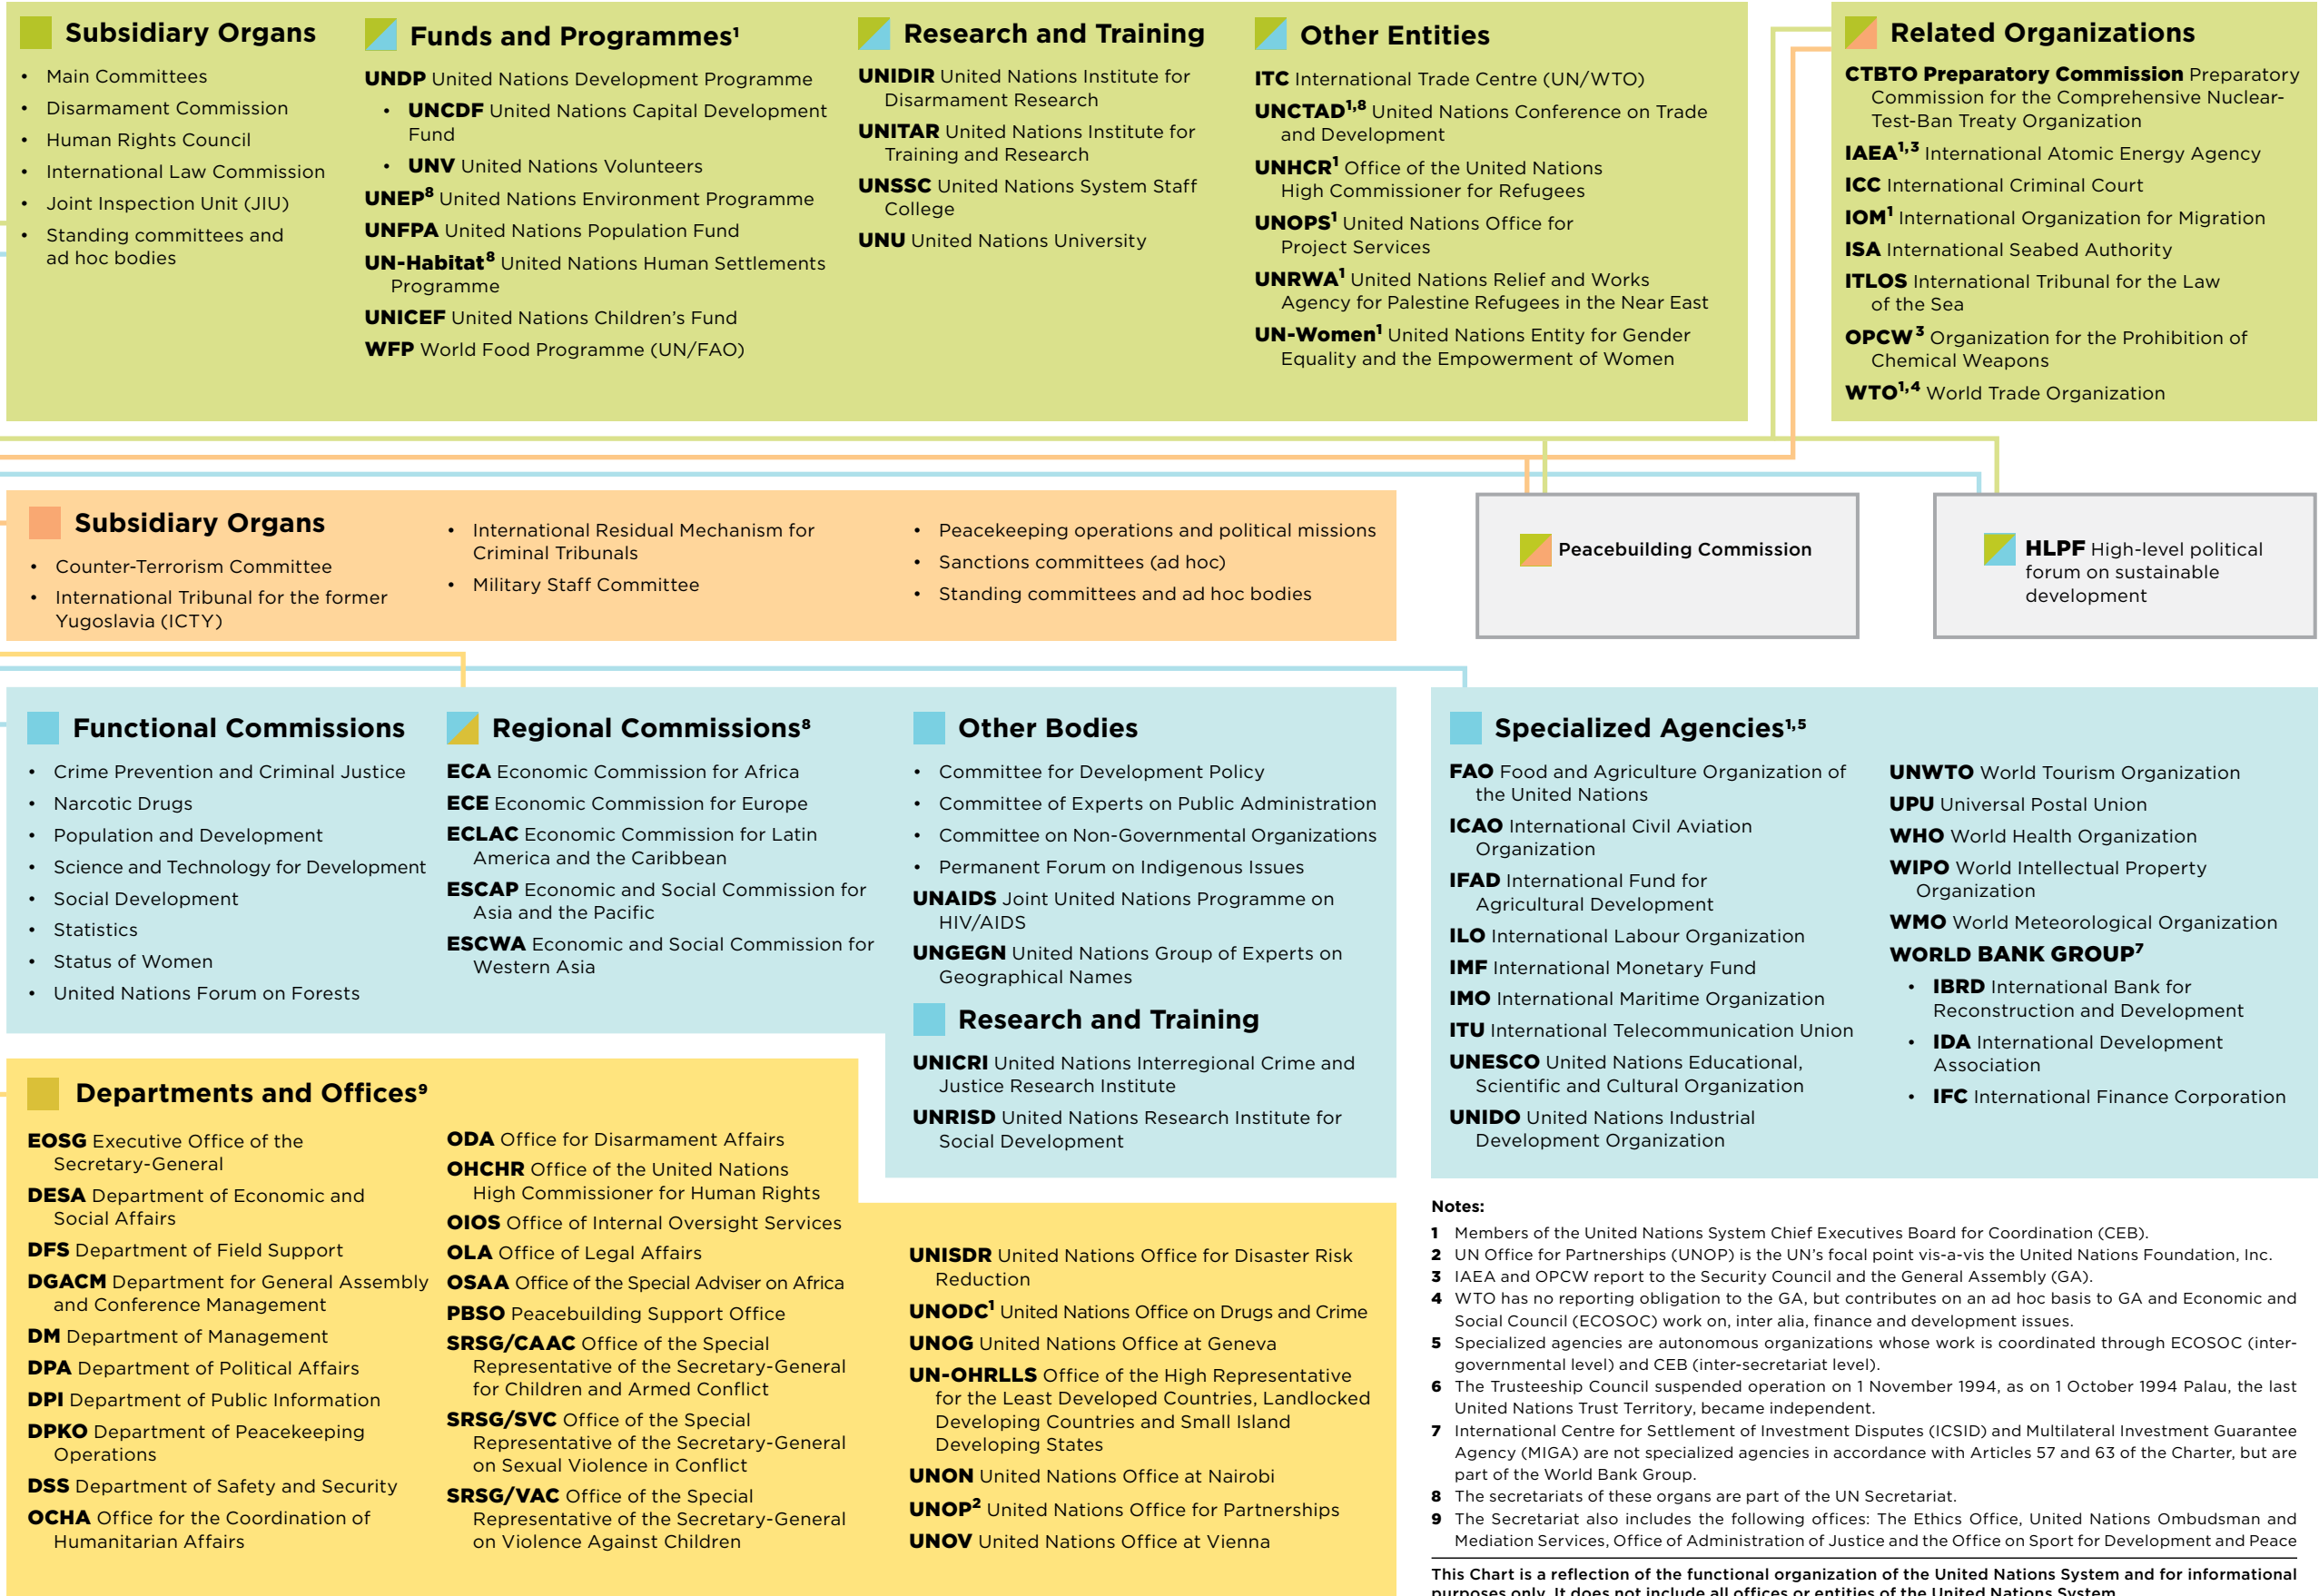 Subsidiary Organs
• Main Committees
• Disarmament Commission
• Human Rights Council
• International Law Commission
• Joint Inspection Unit (JIU)
• Standing committees and
ad hoc bodies
Funds and Programmes¹
UNDP United Nations Development Programme
• UNCDF United Nations Capital Development
Fund
• UNV United Nations Volunteers
UNEP⁸ United Nations Environment Programme
UNFPA United Nations Population Fund
UN-Habitat⁸ United Nations Human Settlements
Programme
UNICEF United Nations Children’s Fund
WFP World Food Programme (UN/FAO)
Research and Training
UNIDIR United Nations Institute for
Disarmament Research
UNITAR United Nations Institute for
Training and Research
UNSSC United Nations System Staff
College
UNU United Nations University
Other Entities
ITC International Trade Centre (UN/WTO)
UNCTAD¹,⁸ United Nations Conference on Trade
and Development
UNHCR¹ Office of the United Nations
High Commissioner for Refugees
UNOPS¹ United Nations Office for
Project Services
UNRWA¹ United Nations Relief and Works
Agency for Palestine Refugees in the Near East
UN-Women¹ United Nations Entity for Gender
Equality and the Empowerment of Women
Related Organizations
CTBTO Preparatory Commission Preparatory
Commission for the Comprehensive Nuclear-
Test-Ban Treaty Organization
IAEA¹,³ International Atomic Energy Agency
ICC International Criminal Court
IOM¹ International Organization for Migration
ISA International Seabed Authority
ITLOS International Tribunal for the Law
of the Sea
OPCW³ Organization for the Prohibition of
Chemical Weapons
WTO¹,⁴ World Trade Organization
Subsidiary Organs
• Counter-Terrorism Committee
• International Tribunal for the former
Yugoslavia (ICTY)
• International Residual Mechanism for
Criminal Tribunals
• Military Staff Committee
• Peacekeeping operations and political missions
• Sanctions committees (ad hoc)
• Standing committees and ad hoc bodies
Peacebuilding Commission
HLPF High-level political
forum on sustainable
development
Functional Commissions
• Crime Prevention and Criminal Justice
• Narcotic Drugs
• Population and Development
• Science and Technology for Development
• Social Development
• Statistics
• Status of Women
• United Nations Forum on Forests
Regional Commissions⁸
ECA Economic Commission for Africa
ECE Economic Commission for Europe
ECLAC Economic Commission for Latin
America and the Caribbean
ESCAP Economic and Social Commission for
Asia and the Pacific
ESCWA Economic and Social Commission for
Western Asia
Other Bodies
• Committee for Development Policy
• Committee of Experts on Public Administration
• Committee on Non-Governmental Organizations
• Permanent Forum on Indigenous Issues
UNAIDS Joint United Nations Programme on
HIV/AIDS
UNGEGN United Nations Group of Experts on
Geographical Names
Research and Training
UNICRI United Nations Interregional Crime and
Justice Research Institute
UNRISD United Nations Research Institute for
Social Development
Specialized Agencies¹,⁵
FAO Food and Agriculture Organization of
the United Nations
ICAO International Civil Aviation
Organization
IFAD International Fund for
Agricultural Development
ILO International Labour Organization
IMF International Monetary Fund
IMO International Maritime Organization
ITU International Telecommunication Union
UNESCO United Nations Educational,
Scientific and Cultural Organization
UNIDO United Nations Industrial
Development Organization
UNWTO World Tourism Organization
UPU Universal Postal Union
WHO World Health Organization
WIPO World Intellectual Property
Organization
WMO World Meteorological Organization
WORLD BANK GROUP⁷
• IBRD International Bank for
Reconstruction and Development
• IDA International Development
Association
• IFC International Finance Corporation
Departments and Offices⁹
EOSG Executive Office of the
Secretary-General
DESA Department of Economic and
Social Affairs
DFS Department of Field Support
DGACM Department for General Assembly
and Conference Management
DM Department of Management
DPA Department of Political Affairs
DPI Department of Public Information
DPKO Department of Peacekeeping
Operations
DSS Department of Safety and Security
OCHA Office for the Coordination of
Humanitarian Affairs
ODA Office for Disarmament Affairs
OHCHR Office of the United Nations
High Commissioner for Human Rights
OIOS Office of Internal Oversight Services
OLA Office of Legal Affairs
OSAA Office of the Special Adviser on Africa
PBSO Peacebuilding Support Office
SRSG/CAAC Office of the Special
Representative of the Secretary-General
for Children and Armed Conflict
SRSG/SVC Office of the Special
Representative of the Secretary-General
on Sexual Violence in Conflict
SRSG/VAC Office of the Special
Representative of the Secretary-General
on Violence Against Children
UNISDR United Nations Office for Disaster Risk
Reduction
UNODC¹ United Nations Office on Drugs and Crime
UNOG United Nations Office at Geneva
UN-OHRLLS Office of the High Representative
for the Least Developed Countries, Landlocked
Developing Countries and Small Island
Developing States
UNON United Nations Office at Nairobi
UNOP² United Nations Office for Partnerships
UNOV United Nations Office at Vienna
Notes:
1 Members of the United Nations System Chief Executives Board for Coordination (CEB).
2 UN Office for Partnerships (UNOP) is the UN’s focal point vis-a-vis the United Nations Foundation, Inc.
3 IAEA and OPCW report to the Security Council and the General Assembly (GA).
4 WTO has no reporting obligation to the GA, but contributes on an ad hoc basis to GA and Economic and
Social Council (ECOSOC) work on, inter alia, finance and development issues.
5 Specialized agencies are autonomous organizations whose work is coordinated through ECOSOC (inter-
governmental level) and CEB (inter-secretariat level).
6 The Trusteeship Council suspended operation on 1 November 1994, as on 1 October 1994 Palau, the last
United Nations Trust Territory, became independent.
7 International Centre for Settlement of Investment Disputes (ICSID) and Multilateral Investment Guarantee
Agency (MIGA) are not specialized agencies in accordance with Articles 57 and 63 of the Charter, but are
part of the World Bank Group.
8 The secretariats of these organs are part of the UN Secretariat.
9 The Secretariat also includes the following offices: The Ethics Office, United Nations Ombudsman and
Mediation Services, Office of Administration of Justice and the Office on Sport for Development and Peace
This Chart is a reflection of the functional organization of the United Nations System and for informational
purposes only. It does not include all offices or entities of the United Nations System.